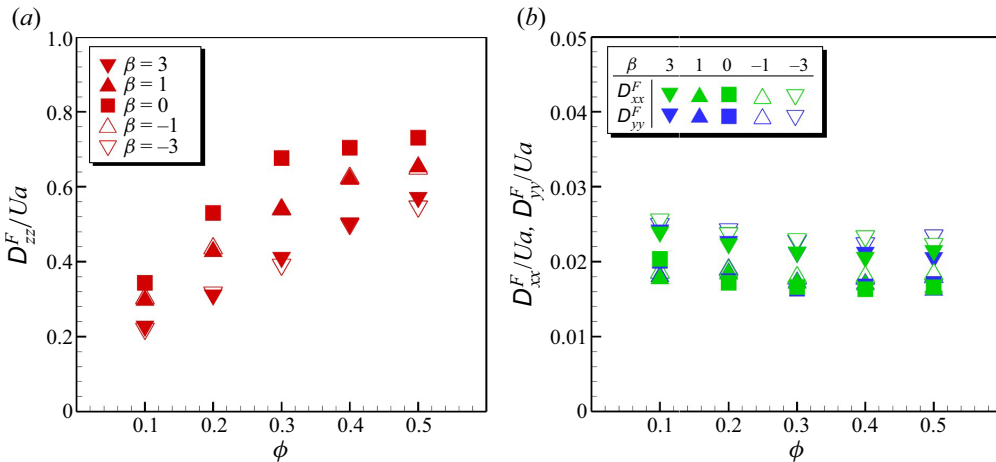 (a)
1.0
0.8
0.6
0.4
0.2
0
D^F_zz/Ua
β = 3
β = 1
β = 0
β = –1
β = –3
0.1 0.2 0.3 0.4 0.5
ϕ
(b)
0.05
0.04
0.03
0.02
0.01
0
D^F_xx/Ua, D^F_yy/Ua
β 3 1 0 –1 –3
D^F_xx
D^F_yy
0.1 0.2 0.3 0.4 0.5
ϕ